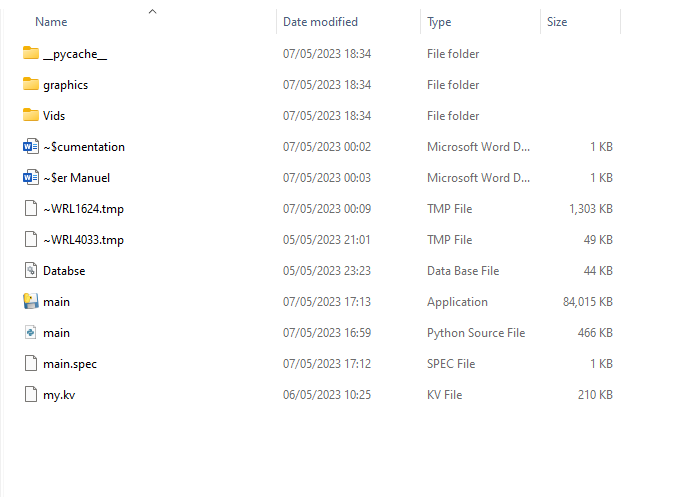 Name Date modified Type Size
__pycache__ 07/05/2023 18:34 File folder
graphics 07/05/2023 18:34 File folder
Vids 07/05/2023 18:34 File folder
~$cumentation 07/05/2023 00:02 Microsoft Word D... 1 KB
~$er Manuel 07/05/2023 00:03 Microsoft Word D... 1 KB
~WRL1624.tmp 07/05/2023 00:09 TMP File 1,303 KB
~WRL4033.tmp 05/05/2023 21:01 TMP File 49 KB
Databse 05/05/2023 23:23 Data Base File 44 KB
main 07/05/2023 17:13 Application 84,015 KB
main 07/05/2023 16:59 Python Source File 466 KB
main.spec 07/05/2023 17:12 SPEC File 1 KB
my.kv 06/05/2023 10:25 KV File 210 KB